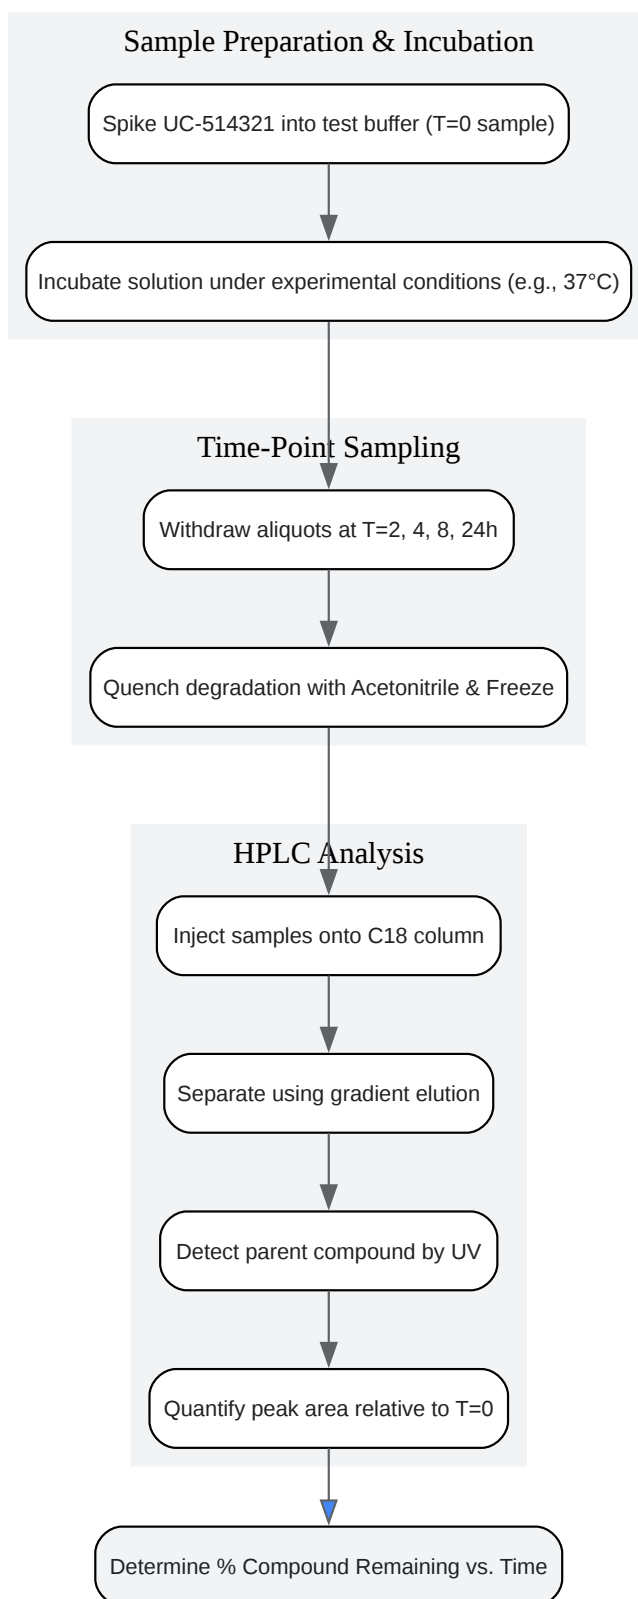 Sample Preparation & Incubation
Spike UC-514321 into test buffer (T=0 sample)
Incubate solution under experimental conditions (e.g., 37°C)
Time-Point Sampling
Withdraw aliquots at T=2, 4, 8, 24h
Quench degradation with Acetonitrile & Freeze
HPLC Analysis
Inject samples onto C18 column
Separate using gradient elution
Detect parent compound by UV
Quantify peak area relative to T=0
Determine % Compound Remaining vs. Time